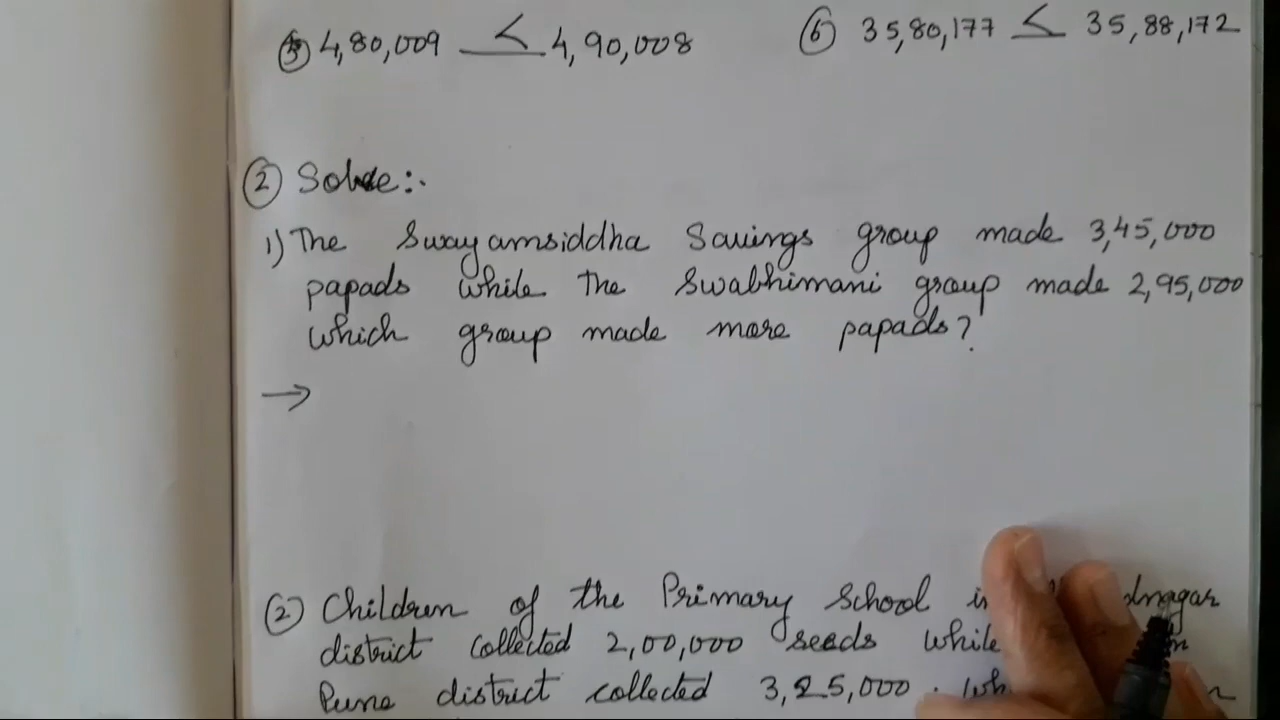 ⑤ 4,80,009 < 4,90,008 ⑥ 35,80,177 < 35,88,172
② Solve:-
1) The Swayamsiddha Savings group made 3,45,000
papads while the Swabhimani group made 2,95,000
which group made more papads?
→
② Children of the Primary School in
district collected 2,00,000 seeds while
Pune district collected 3,25,000.